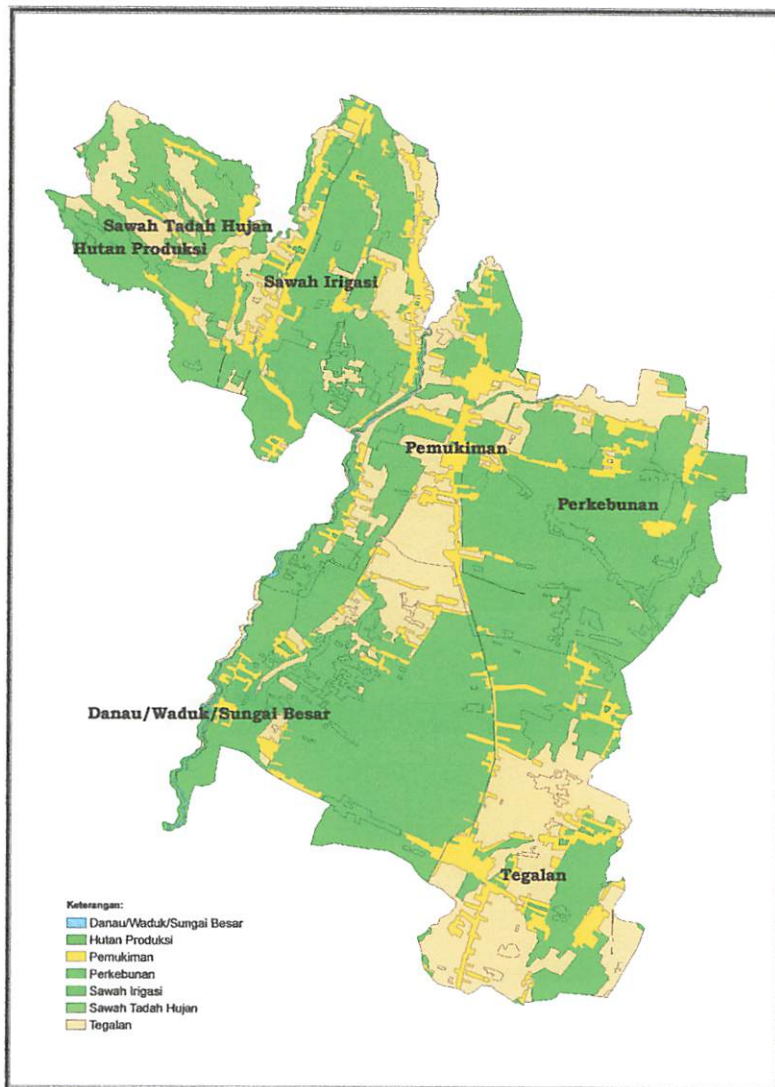 Sawah Tadah Hujan
Hutan Produksi
Sawah Irigasi
Pemukiman
Perkebunan
Danau/Waduk/Sungai Besar
Tegalan
Keterangan:
Danau/Waduk/Sungai Besar
Hutan Produksi
Pemukiman
Perkebunan
Sawah Irigasi
Sawah Tadah Hujan
Tegalan